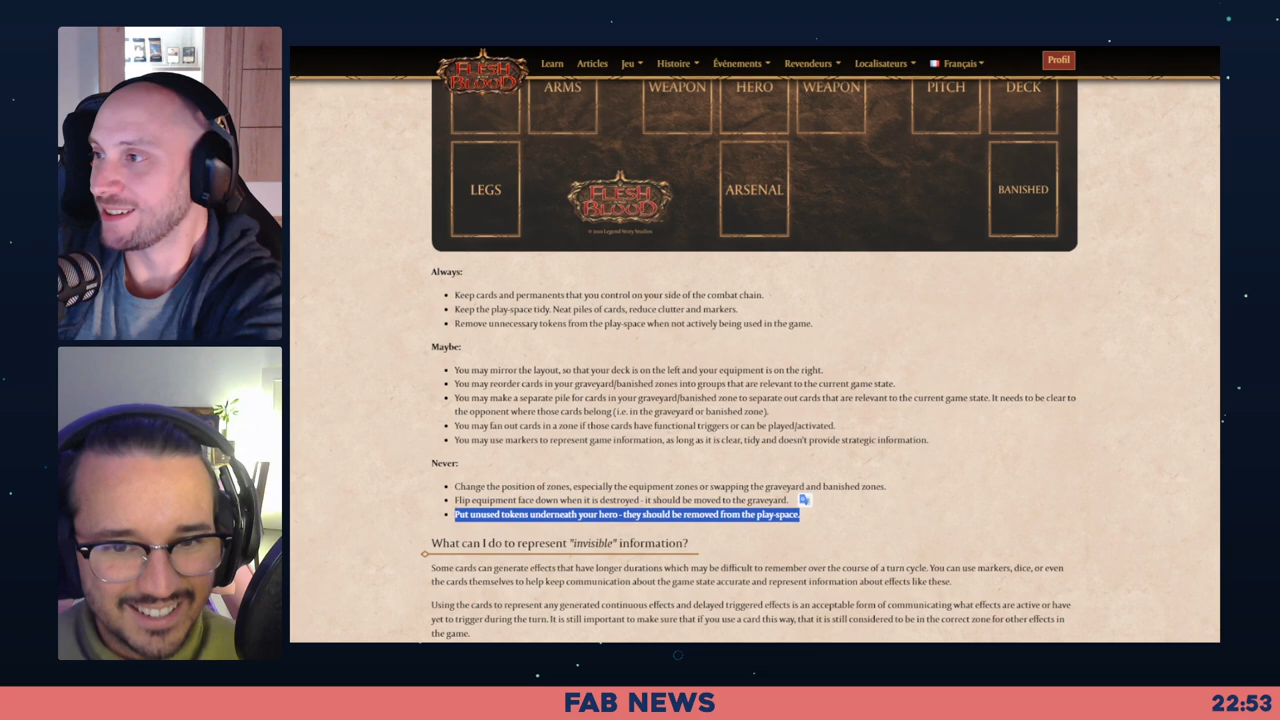 FLESH
AND
BLOOD
Learn
Articles
Jeu
Histoire
Événements
Revendeurs
Localisateurs
Français
Profil
ARMS
WEAPON
HERO
WEAPON
PITCH
DECK
LEGS
FLESH
AND
BLOOD
© 2021 Legend Story Studios
ARSENAL
BANISHED
Always:
• Keep cards and permanents that you control on your side of the combat chain.
• Keep the play-space tidy. Neat piles of cards, reduce clutter and markers.
• Remove unnecessary tokens from the play-space when not actively being used in the game.
Maybe:
• You may mirror the layout, so that your deck is on the left and your equipment is on the right.
• You may reorder cards in your graveyard/banished zones into groups that are relevant to the current game state.
• You may make a separate pile for cards in your graveyard/banished zone to separate out cards that are relevant to the current game state. It needs to be clear to
the opponent where those cards belong (i.e. in the graveyard or banished zone).
• You may fan out cards in a zone if those cards have functional triggers or can be played/activated.
• You may use markers to represent game information, as long as it is clear, tidy and doesn't provide strategic information.
Never:
• Change the position of zones, especially the equipment zones or swapping the graveyard and banished zones.
• Flip equipment face down when it is destroyed - it should be moved to the graveyard.
• Put unused tokens underneath your hero - they should be removed from the play-space.
What can I do to represent "invisible" information?
Some cards can generate effects that have longer durations which may be difficult to remember over the course of a turn cycle. You can use markers, dice, or even
the cards themselves to help keep communication about the game state accurate and represent information about effects like these.
Using the cards to represent any generated continuous effects and delayed triggered effects is an acceptable form of communicating what effects are active or have
yet to trigger during the turn. It is still important to make sure that if you use a card this way, that it is still considered to be in the correct zone for other effects in
the game.
FAB NEWS
22:53